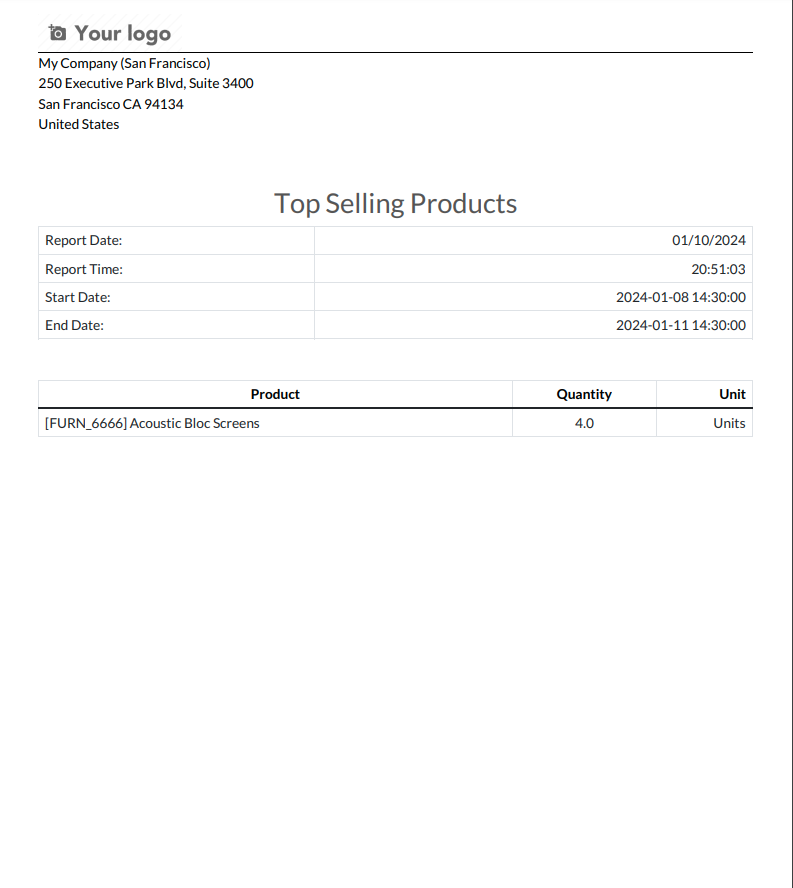 Your logo
My Company (San Francisco)
250 Executive Park Blvd, Suite 3400
San Francisco CA 94134
United States
Top Selling Products
Report Date: 01/10/2024
Report Time: 20:51:03
Start Date: 2024-01-08 14:30:00
End Date: 2024-01-11 14:30:00
Product Quantity Unit
[FURN_6666] Acoustic Bloc Screens 4.0 Units